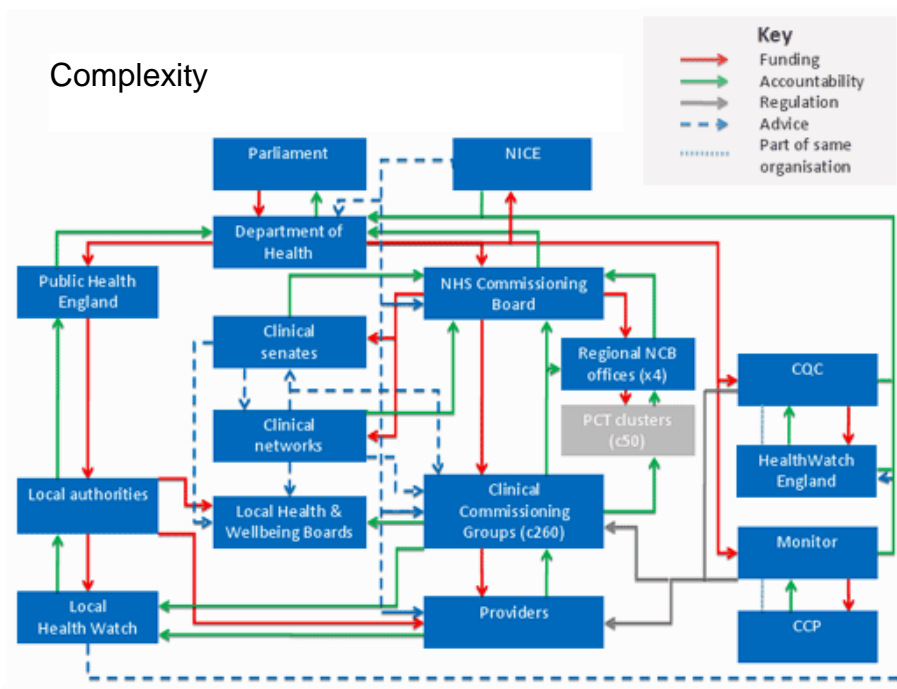 Complexity
Key
Funding
Accountability
Regulation
Advice
Part of same
organisation
Parliament
NICE
Department of
Health
Public Health
England
NHS Commissioning
Board
Clinical
senates
Regional NCB
offices (x4)
CQC
Clinical
networks
PCT clusters
(c50)
HealthWatch
England
Local authorities
Local Health &
Wellbeing Boards
Clinical
Commissioning
Groups (c260)
Monitor
Local
Health Watch
Providers
CCP